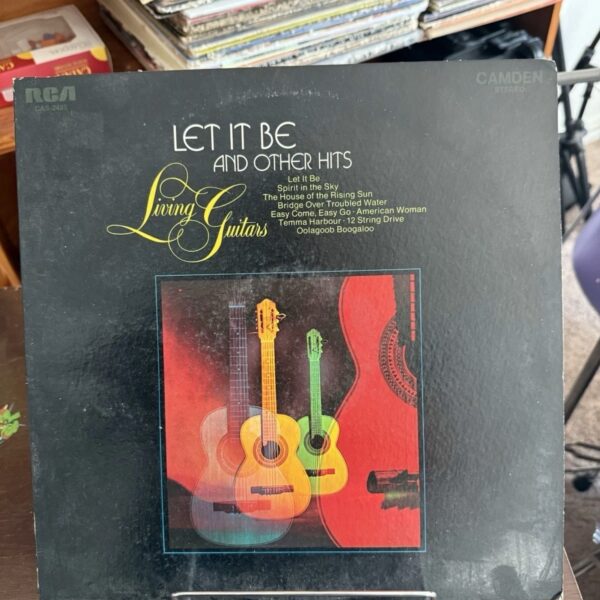 RCA
CAS-2425
CAMDEN
STEREO
LET IT BE
AND OTHER HITS
Living Guitars
Let It Be
Spirit in the Sky
The House of the Rising Sun
Bridge Over Troubled Water
Easy Come, Easy Go · American Woman
Temma Harbour · 12 String Drive
Oolagoob Boogaloo